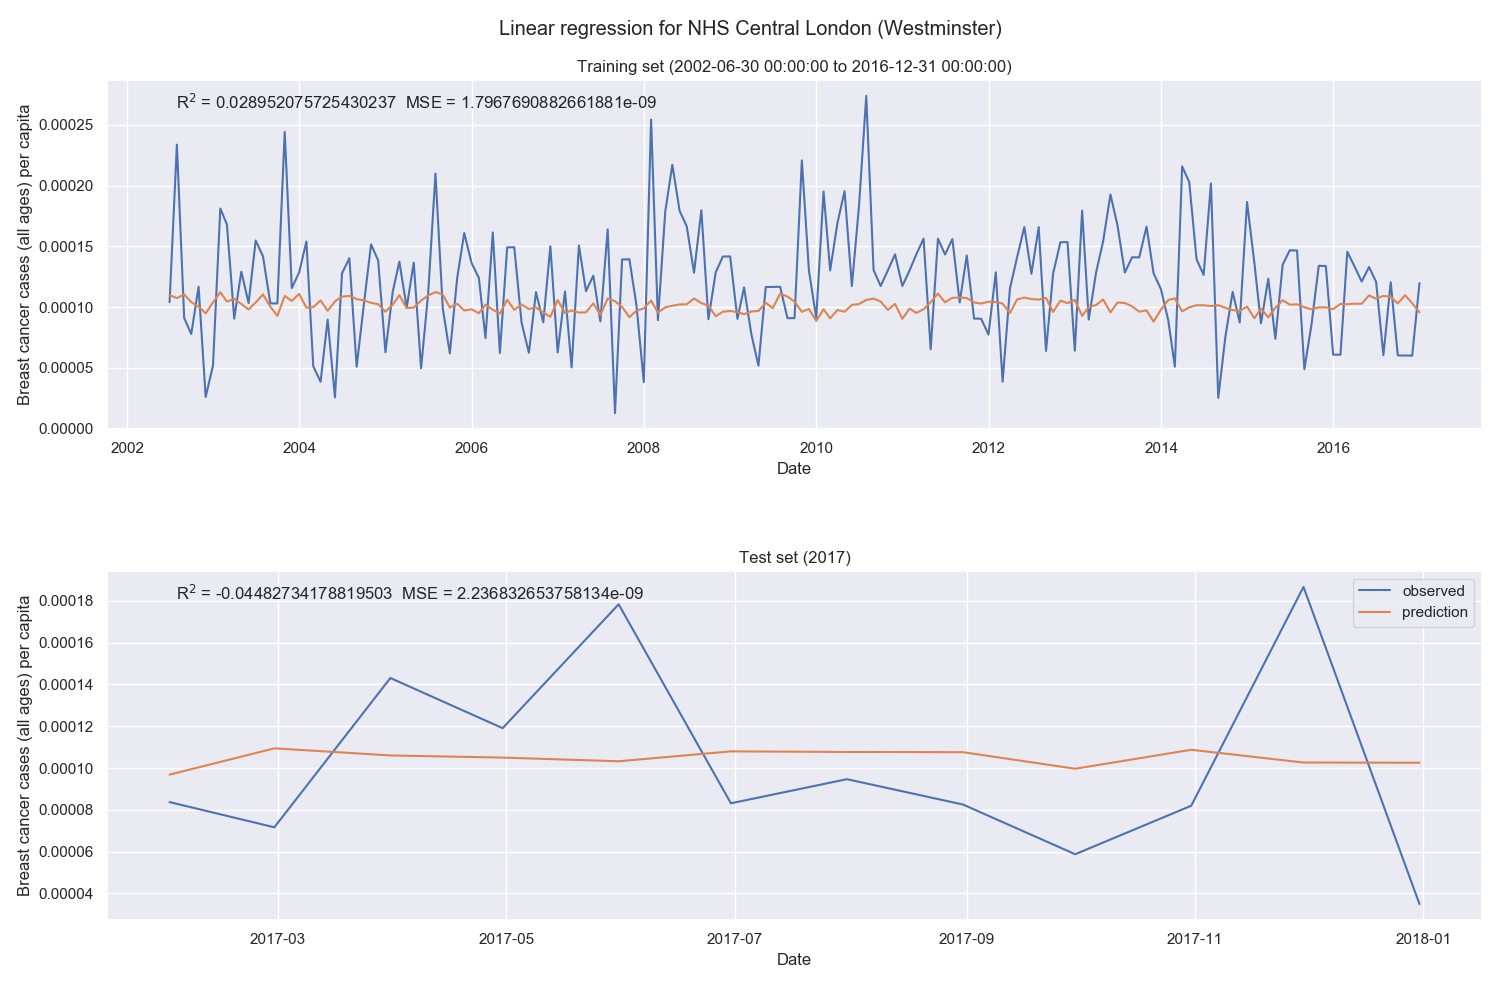 Linear regression for NHS Central London (Westminster)
Training set (2002-06-30 00:00:00 to 2016-12-31 00:00:00)
R² = 0.028952075725430237 MSE = 1.7967690882661881e-09
Breast cancer cases (all ages) per capita
0.00025
0.00020
0.00015
0.00010
0.00005
0.00000
2002 2004 2006 2008 2010 2012 2014 2016
Date
Test set (2017)
R² = -0.04482734178819503 MSE = 2.236832653758134e-09
observed
prediction
Breast cancer cases (all ages) per capita
0.00018
0.00016
0.00014
0.00012
0.00010
0.00008
0.00006
0.00004
2017-03 2017-05 2017-07 2017-09 2017-11 2018-01
Date